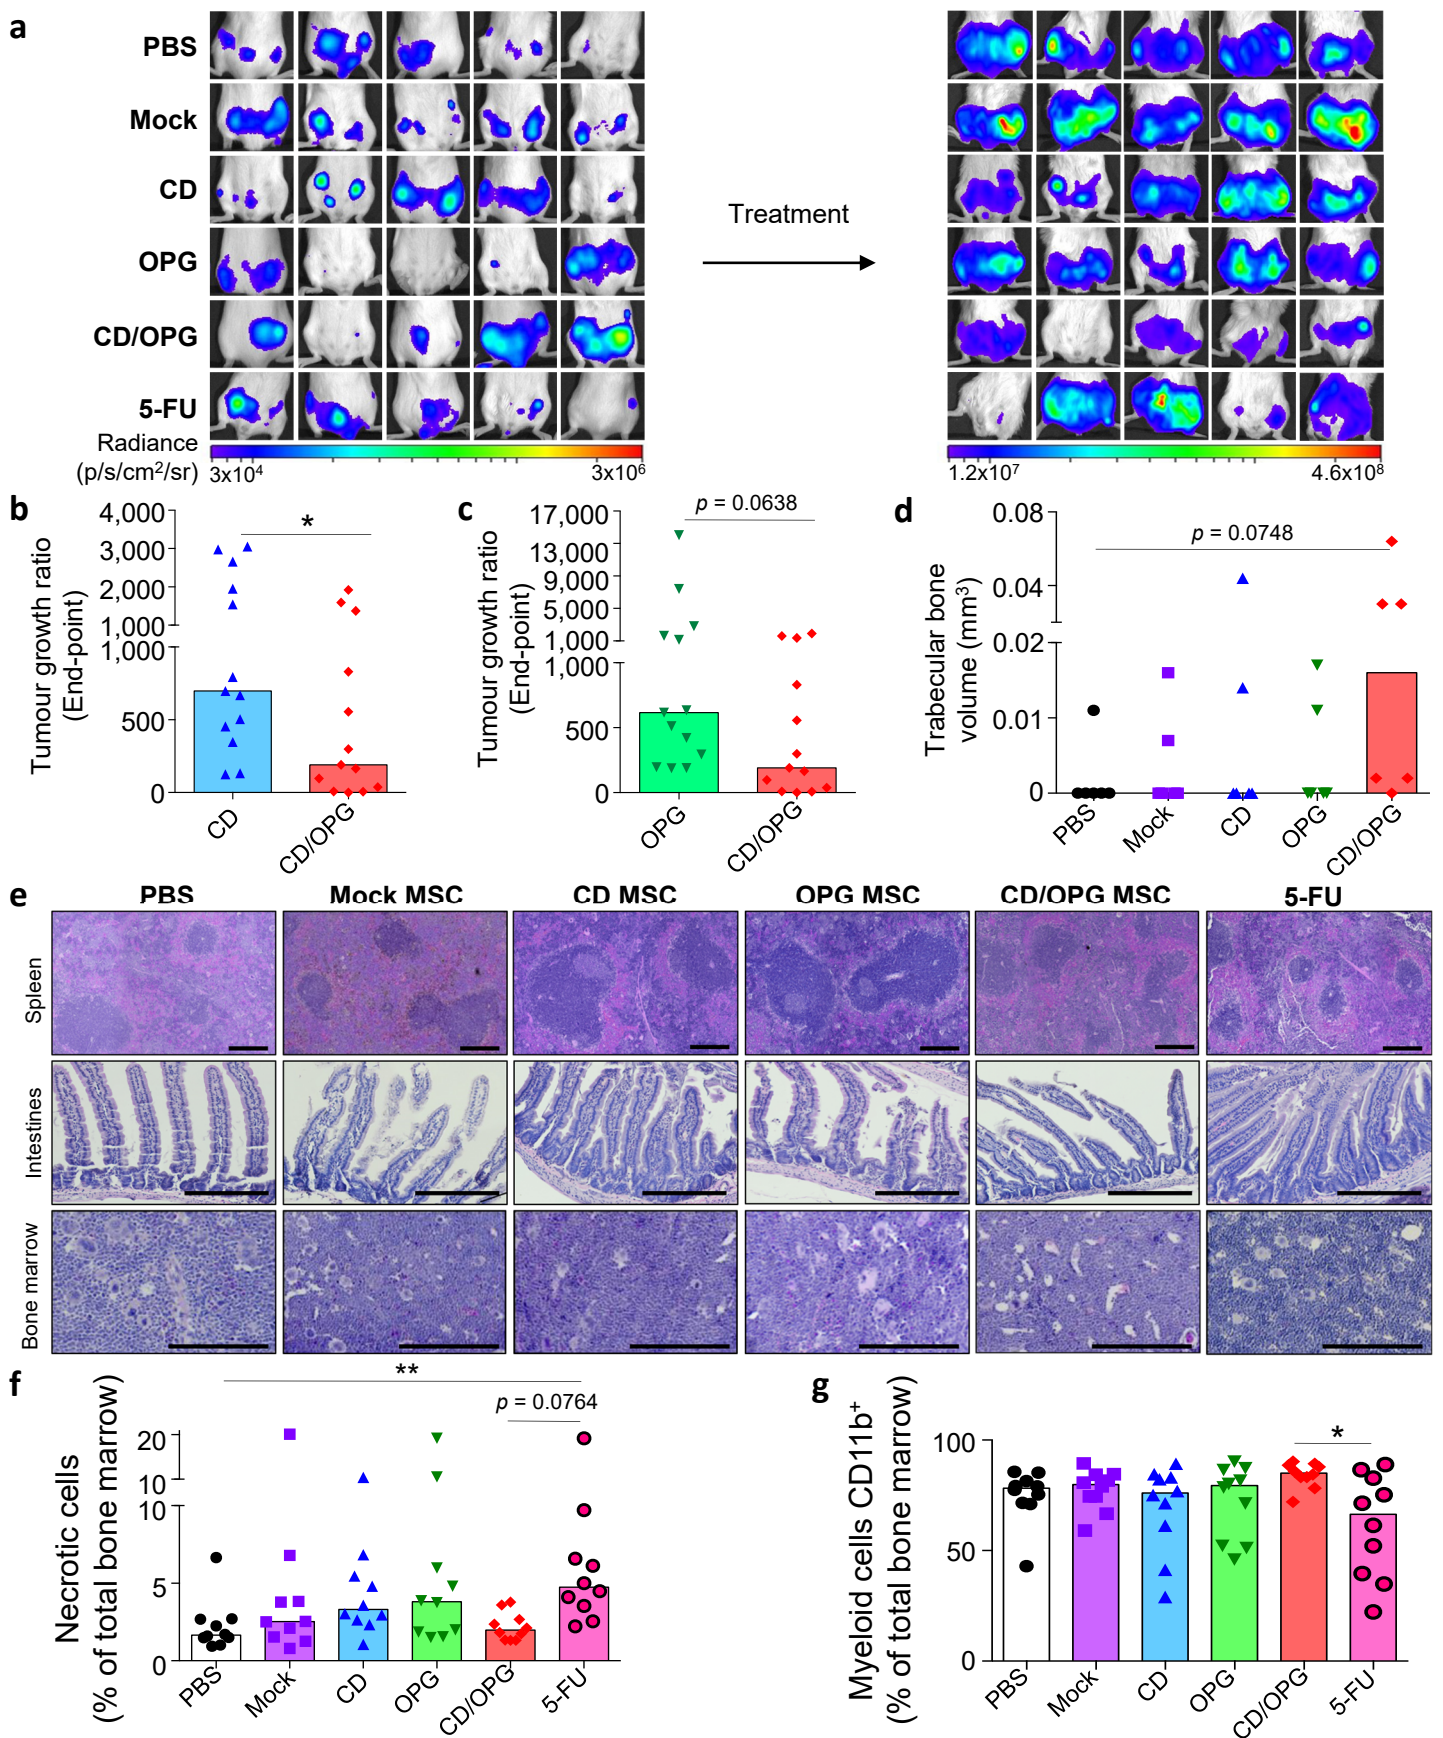 a
PBS
Mock
CD
OPG
CD/OPG
5-FU
Treatment
Radiance
(p/s/cm²/sr)
3x10⁴
3x10⁶
1.2x10⁷
4.6x10⁸
b
Tumour growth ratio
(End-point)
4,000
3,000
2,000
1,000
1,000
500
0
*
CD
CD/OPG
c
Tumour growth ratio
(End-point)
17,000
13,000
9,000
5,000
1,000
1,000
500
0
p = 0.0638
OPG
CD/OPG
d
Trabecular bone
volume (mm³)
0.08
0.04
0.02
0.01
0
p = 0.0748
PBS
Mock
CD
OPG
CD/OPG
e
PBS
Mock MSC
CD MSC
OPG MSC
CD/OPG MSC
5-FU
Spleen
Intestines
Bone marrow
f
Necrotic cells
(% of total bone marrow)
20
10
10
5
0
**
p = 0.0764
PBS
Mock
CD
OPG
CD/OPG
5-FU
g
Myeloid cells CD11b⁺
(% of total bone marrow)
100
50
0
*
PBS
Mock
CD
OPG
CD/OPG
5-FU